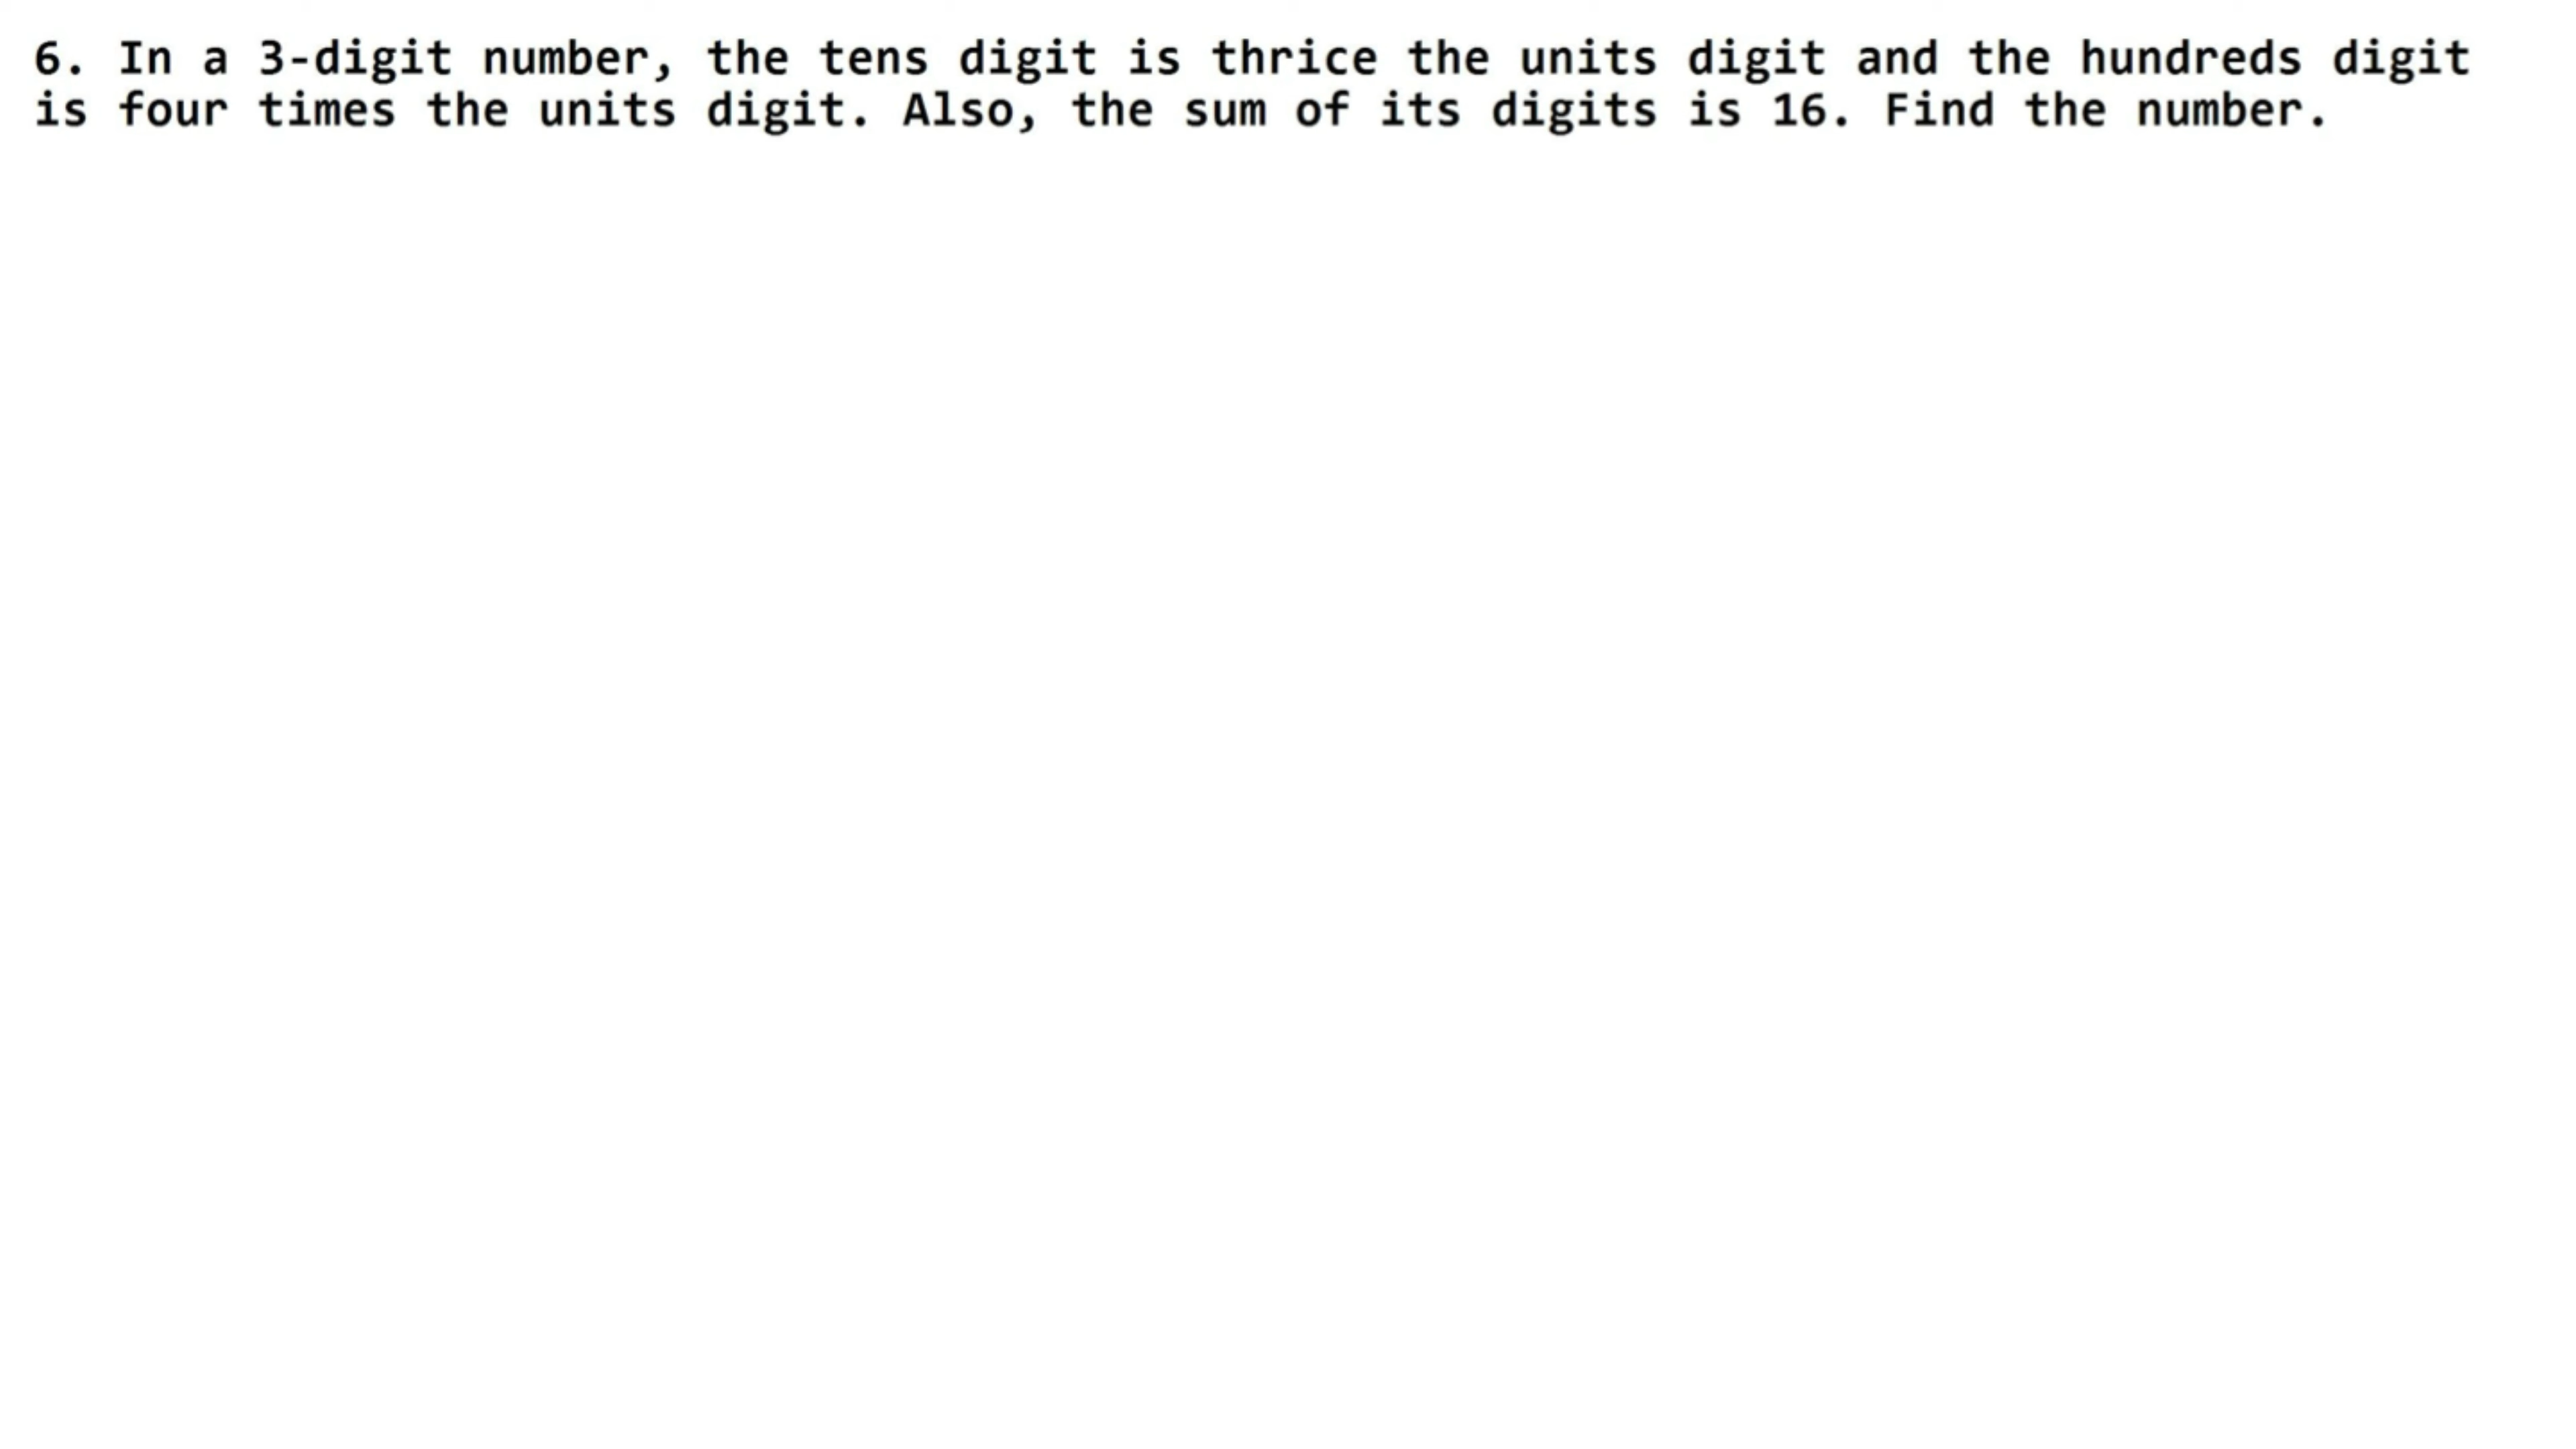 6. In a 3-digit number, the tens digit is thrice the units digit and the hundreds digit
is four times the units digit. Also, the sum of its digits is 16. Find the number.